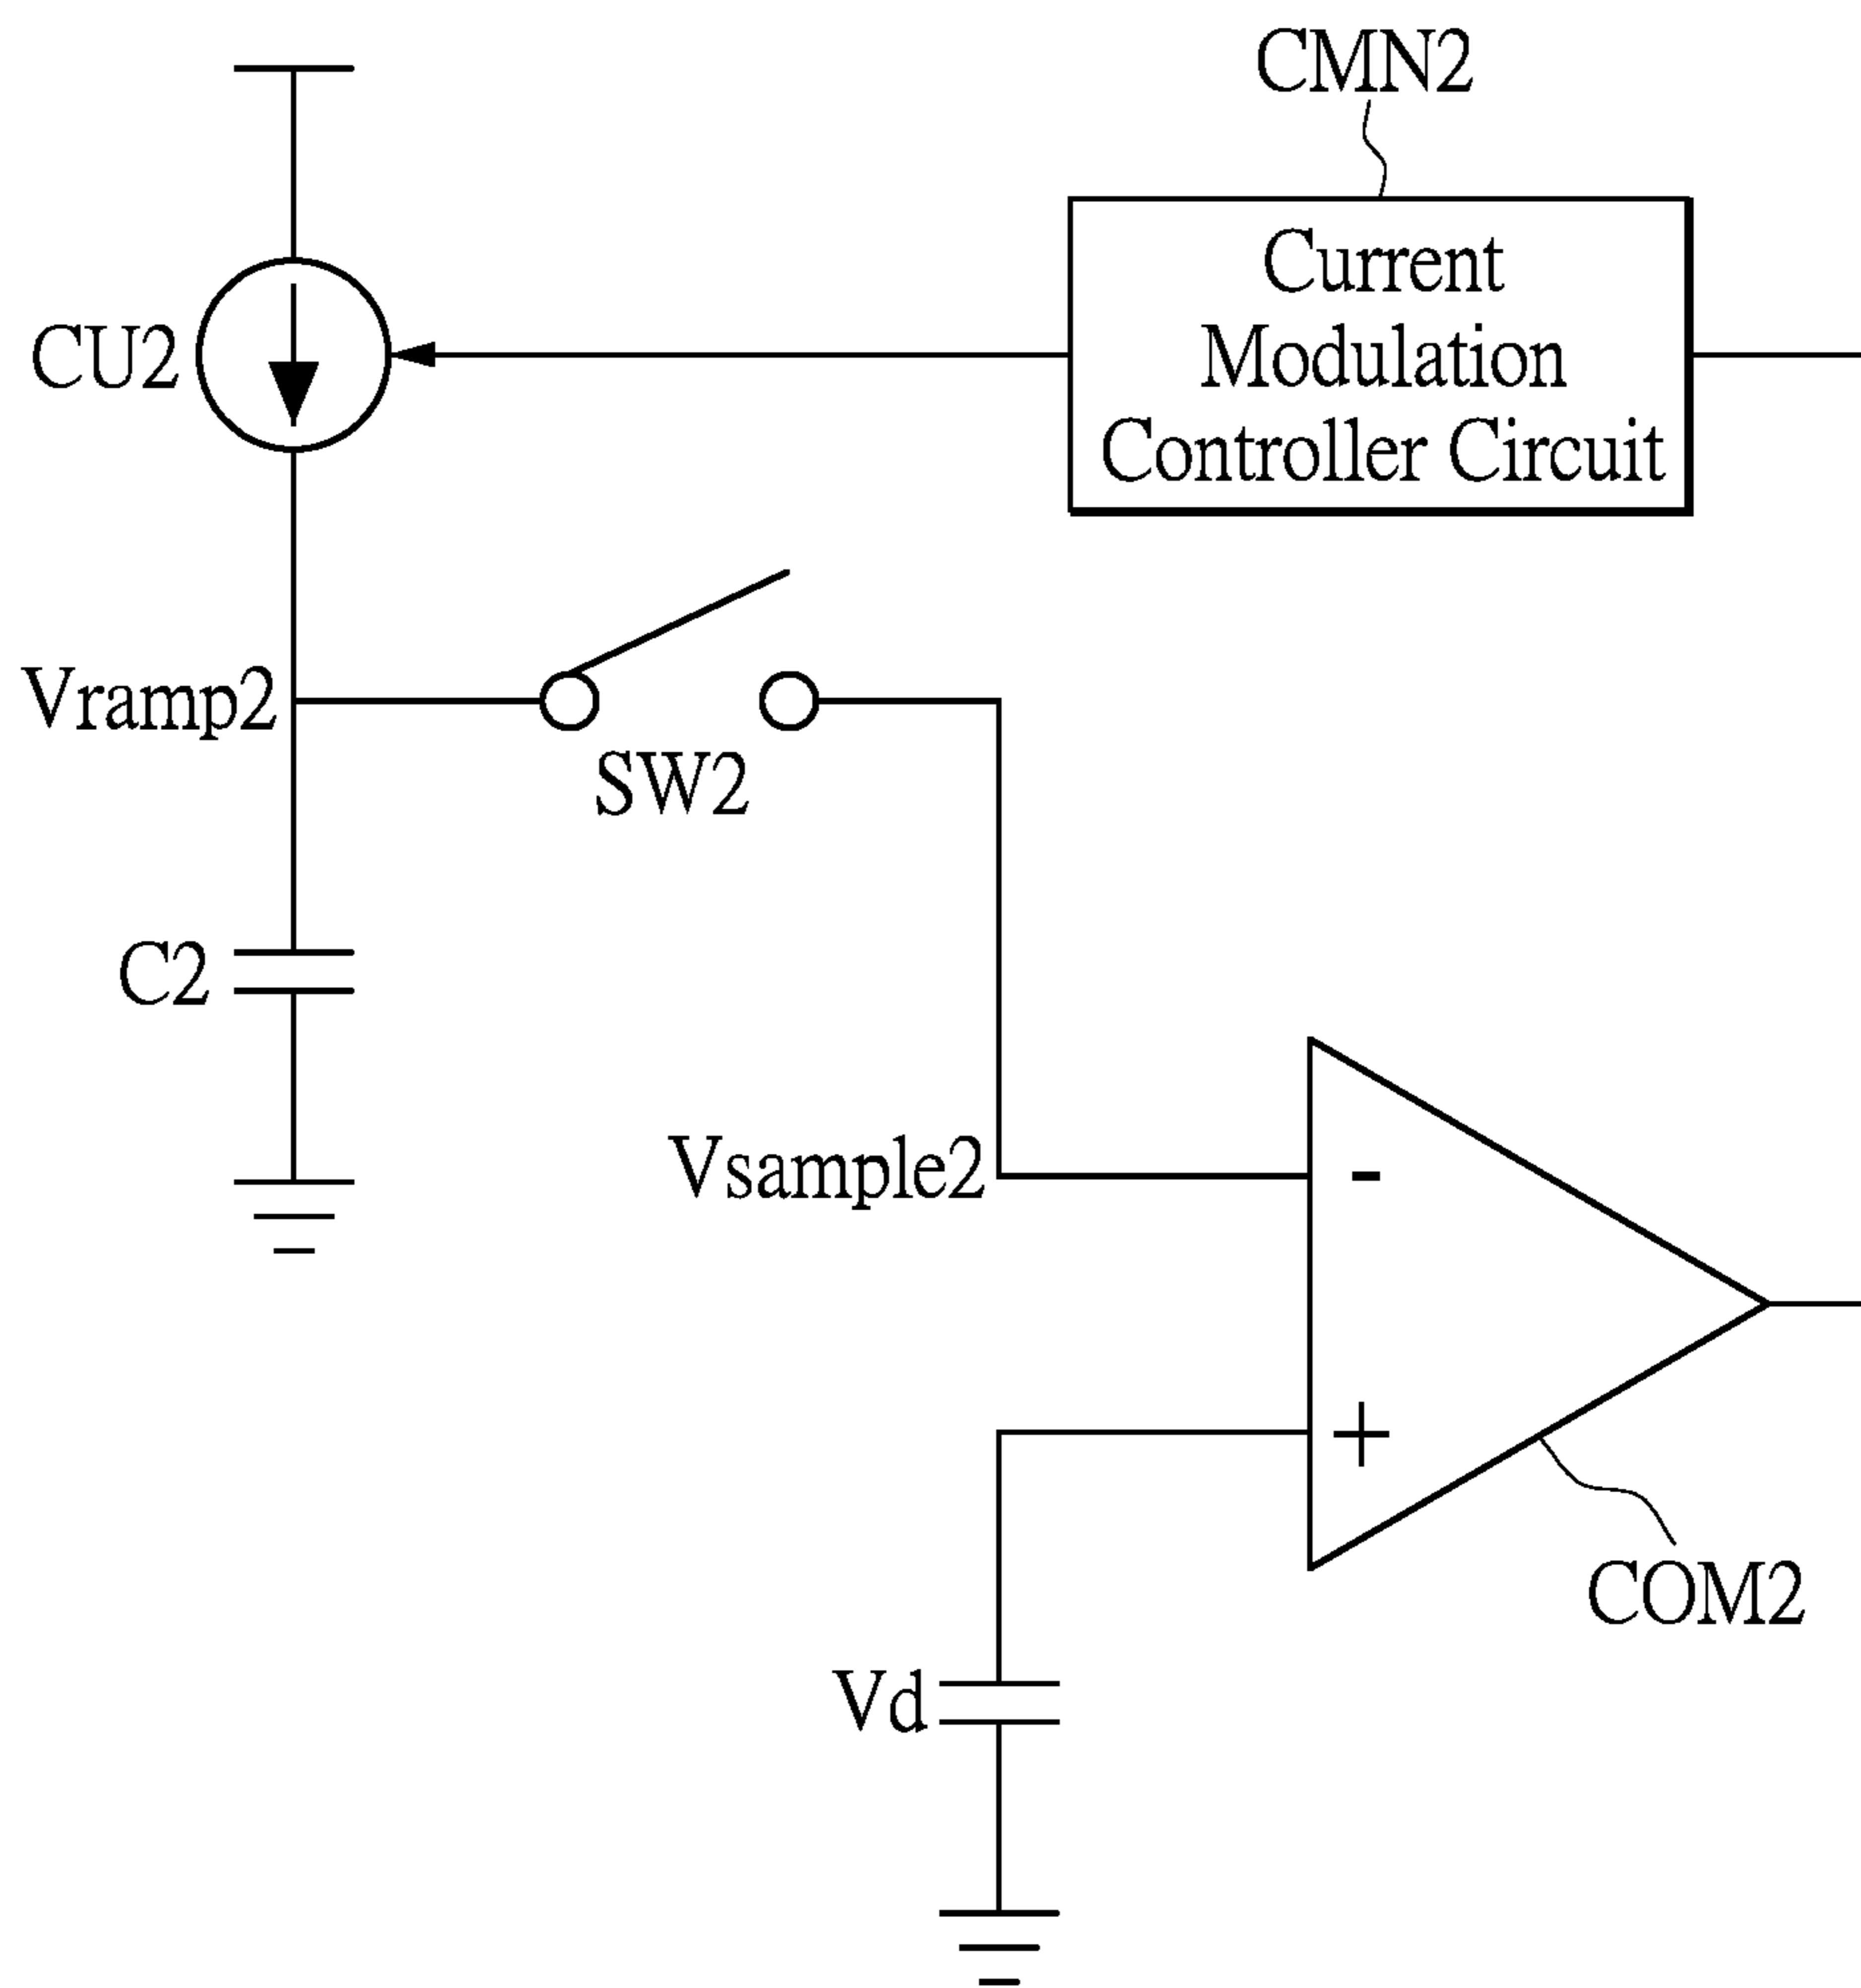 CMN2
Current
Modulation
Controller Circuit
CU2
Vramp2
SW2
C2
Vsample2
-
+
COM2
Vd